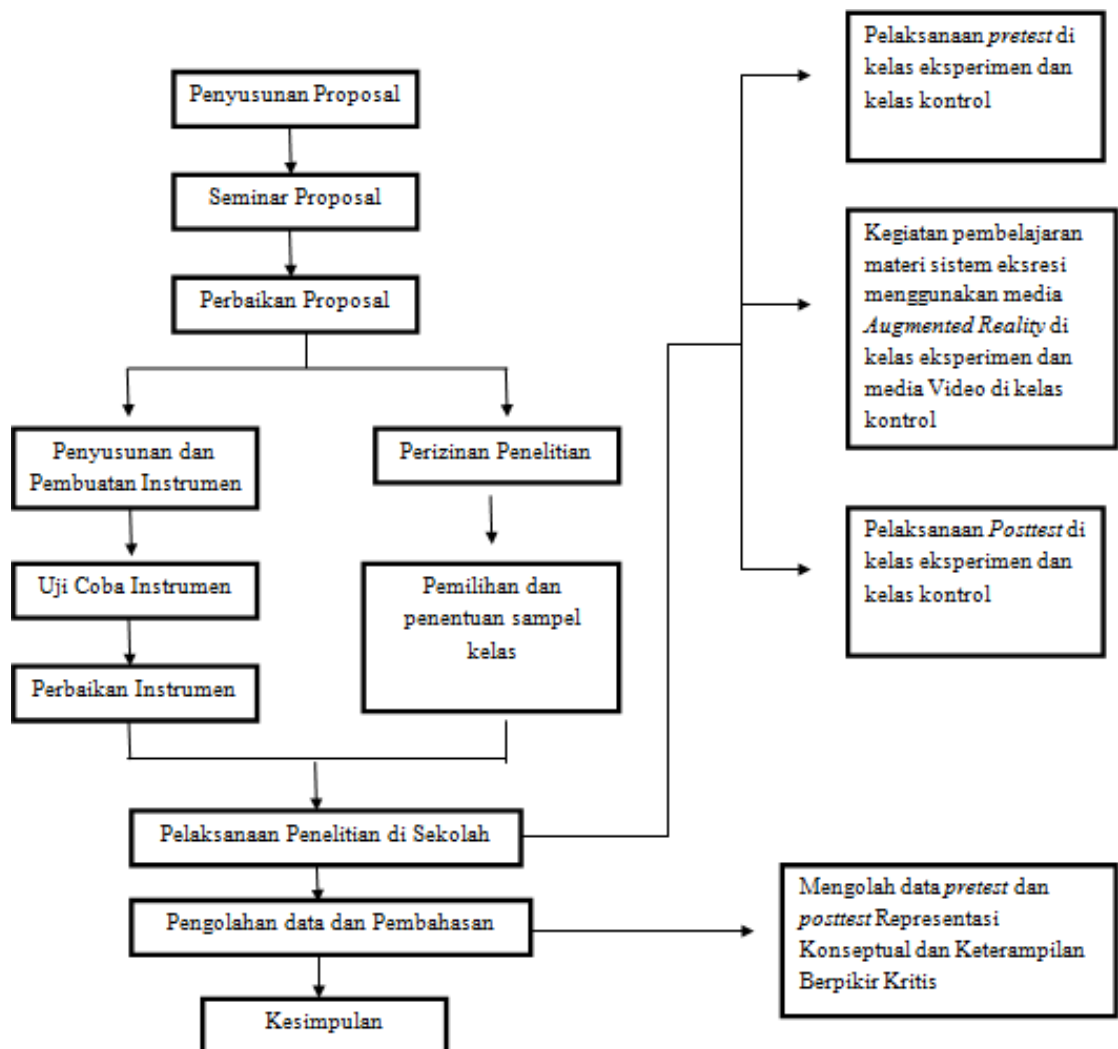 Penyusunan Proposal
Seminar Proposal
Perbaikan Proposal
Penyusunan dan
Pembuatan Instrumen
Perizinan Penelitian
Uji Coba Instrumen
Pemilihan dan
penentuan sampel
kelas
Perbaikan Instrumen
Pelaksanaan Penelitian di Sekolah
Pelaksanaan pretest di
kelas eksperimen dan
kelas kontrol
Kegiatan pembelajaran
materi sistem eksresi
menggunakan media
Augmented Reality di
kelas eksperimen dan
media Video di kelas
kontrol
Pelaksanaan Posttest di
kelas eksperimen dan
kelas kontrol
Pengolahan data dan Pembahasan
Mengolah data pretest dan
posttest Representasi
Konseptual dan Keterampilan
Berpikir Kritis
Kesimpulan